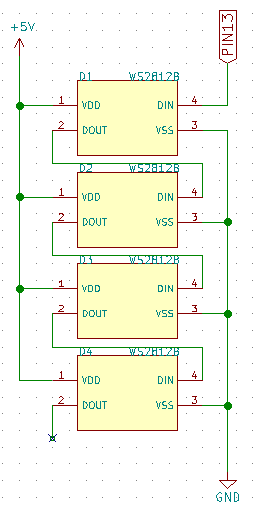 +5V
PIN13
D1 WS2812B
1 VDD DIN 4
2 DOUT VSS 3
D2 WS2812B
1 VDD DIN 4
2 DOUT VSS 3
D3 WS2812B
1 VDD DIN 4
2 DOUT VSS 3
D4 WS2812B
1 VDD DIN 4
2 DOUT VSS 3
GND